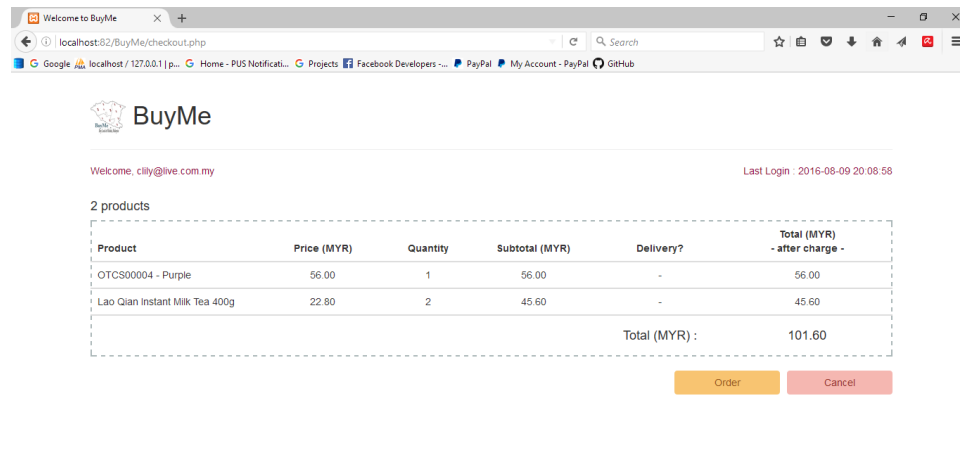 Welcome to BuyMe
localhost:82/BuyMe/checkout.php
Search
Google
localhost / 127.0.0.1 | p...
Home - PUS Notificati...
Projects
Facebook Developers -...
PayPal
My Account - PayPal
GitHub
BuyMe
BuyMe
Welcome, clily@live.com.my
Last Login : 2016-08-09 20:08:58
2 products
Product Price (MYR) Quantity Subtotal (MYR) Delivery? Total (MYR)
- after charge -
OTCS00004 - Purple 56.00 1 56.00 - 56.00
Lao Qian Instant Milk Tea 400g 22.80 2 45.60 - 45.60
Total (MYR) : 101.60
Order Cancel